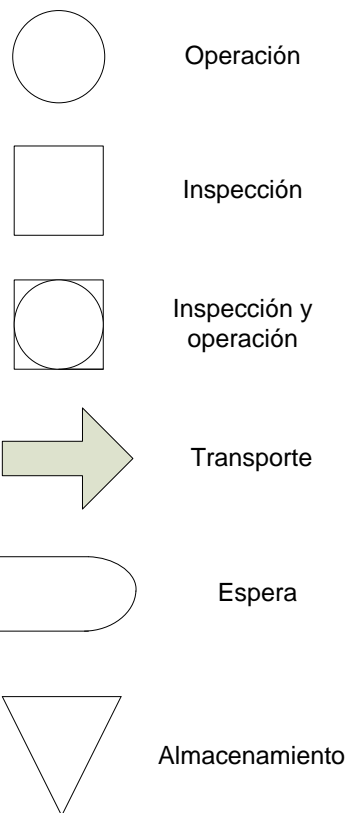 Operación
Inspección
Inspección y
operación
Transporte
Espera
Almacenamiento